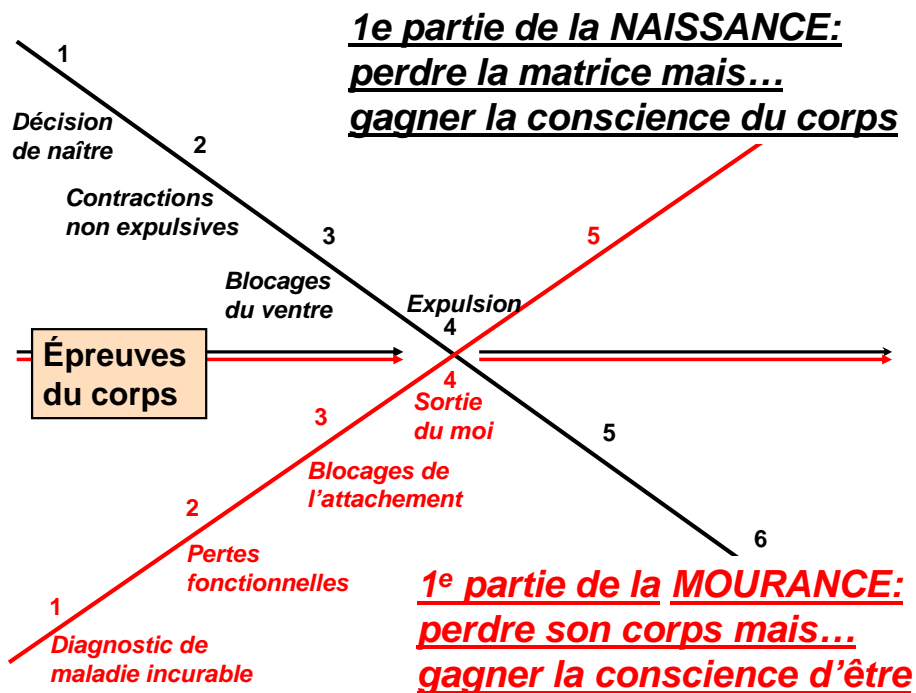 1e partie de la NAISSANCE:
perdre la matrice mais…
gagner la conscience du corps
1
Décision
de naître
2
Contractions
non expulsives
3
Blocages
du ventre
Expulsion
4
5
6
Épreuves
du corps
5
4
Sortie
du moi
3
Blocages de
l’attachement
2
Pertes
fonctionnelles
1
Diagnostic de
maladie incurable
1e partie de la MOURANCE:
perdre son corps mais…
gagner la conscience d’être